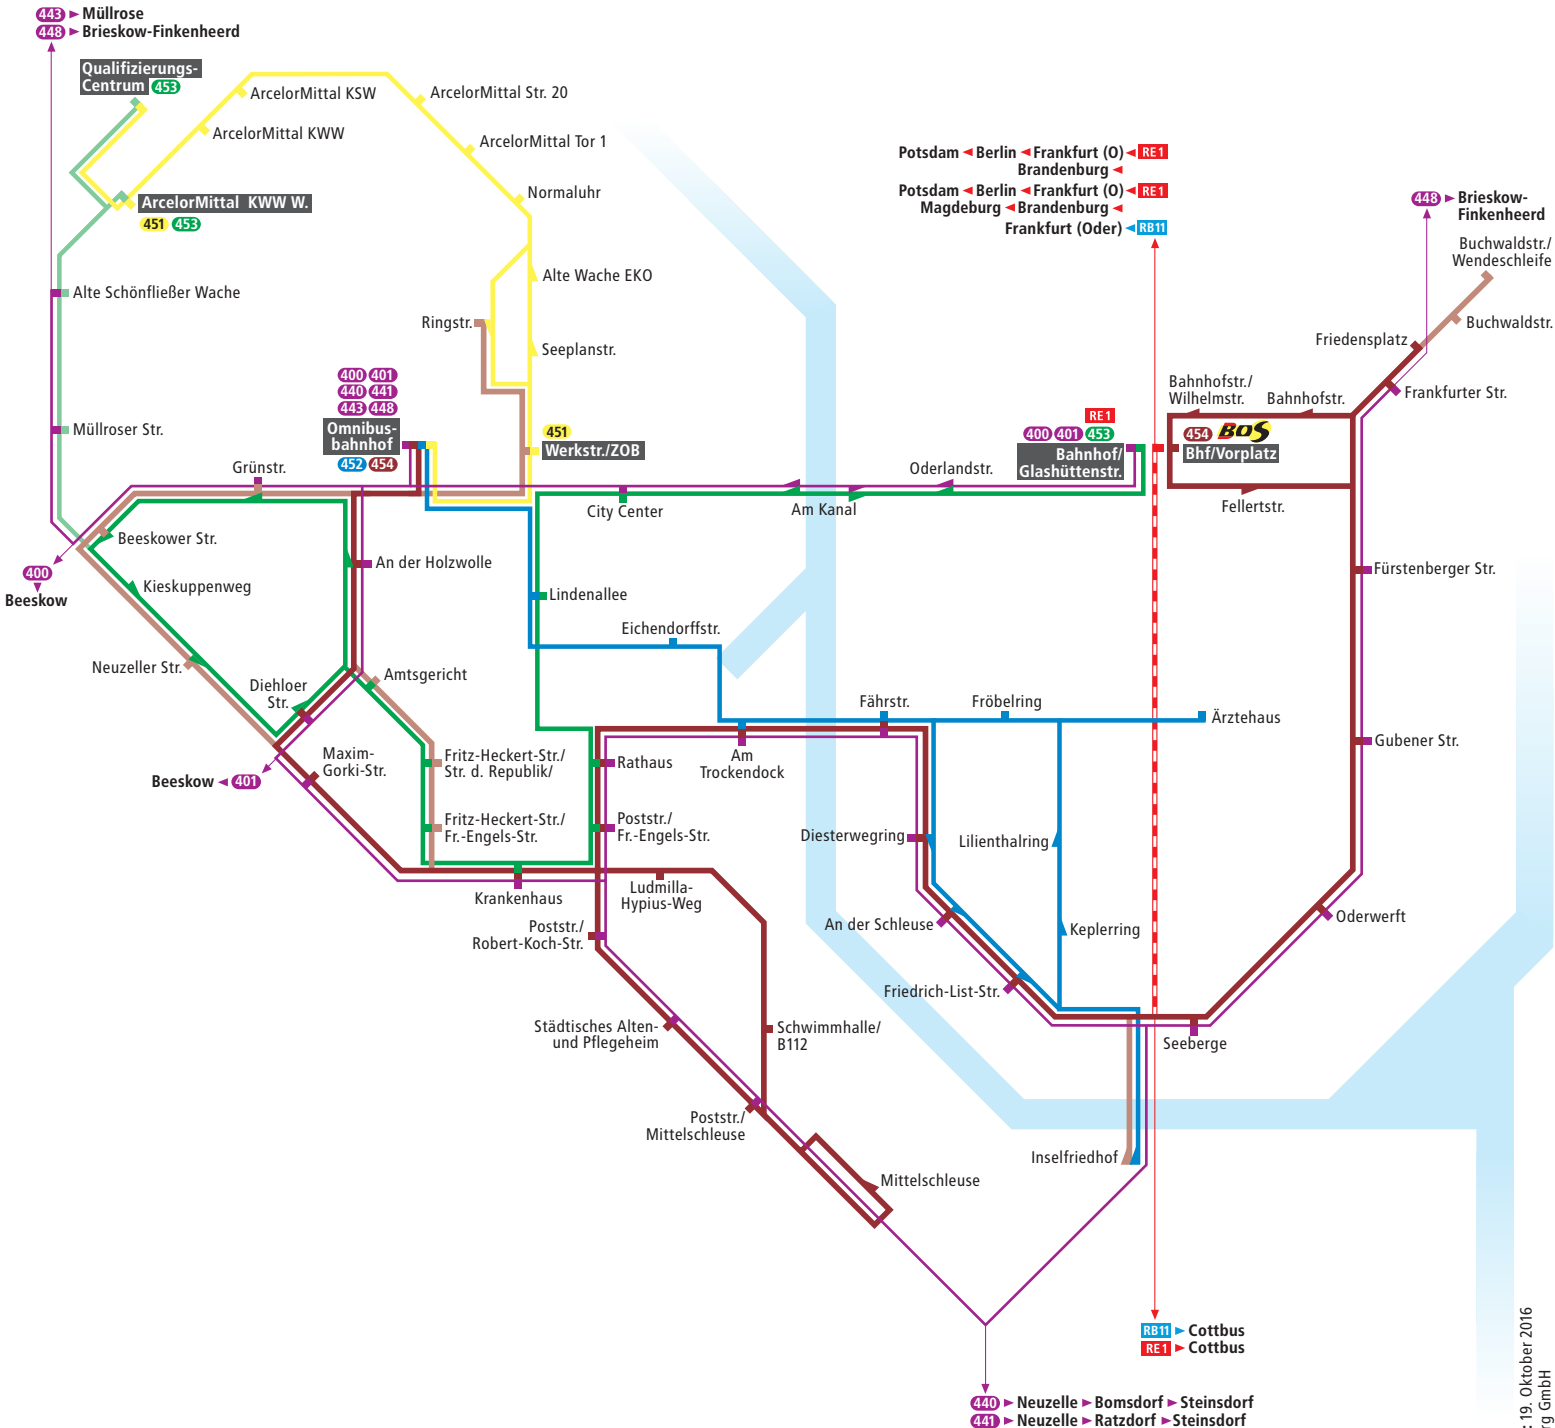 443 Müllrose
448 Brieskow-Finkenheerd
Qualifizierungs-
Centrum 453
ArcelorMittal KSW
ArcelorMittal Str. 20
ArcelorMittal KWW
ArcelorMittal Tor 1
Normaluhr
ArcelorMittal KWW W.
451 453
Alte Schönfließer Wache
Alte Wache EKO
Ringstr.
Seeplanstr.
Müllroser Str.
400 401
440 441
443 448
Omnibus-
bahnhof
452 454
451
Werkstr./ZOB
Potsdam Berlin Frankfurt (O) RE1
Brandenburg
Potsdam Berlin Frankfurt (O) RE1
Magdeburg Brandenburg
Frankfurt (Oder) RB11
448 Brieskow-
Finkenheerd
Buchwaldstr./
Wendeschleife
Buchwaldstr.
Friedensplatz
Frankfurter Str.
Bahnhofstr./
Wilhelmstr.
Bahnhofstr.
RE1
400 401 453
Bahnhof/
Glashüttenstr.
454 BOS
Bhf/Vorplatz
Fellertstr.
Grünstr.
City Center
Oderlandstr.
Am Kanal
Beeskower Str.
Kieskuppenweg
An der Holzwolle
400
Beeskow
Lindenallee
Eichendorffstr.
Fürstenberger Str.
Neuzeller Str.
Diehloer
Str.
Amtsgericht
Fährstr.
Fröbelring
Ärztehaus
Gubener Str.
Beeskow 401
Maxim-
Gorki-Str.
Fritz-Heckert-Str./
Str. d. Republik/
Rathaus
Am
Trockendock
Fritz-Heckert-Str./
Fr.-Engels-Str.
Poststr./
Fr.-Engels-Str.
Diesterwegring
Lilienthalring
Krankenhaus
Ludmilla-
Hypius-Weg
Poststr./
Robert-Koch-Str.
An der Schleuse
Keplerring
Oderwerft
Friedrich-List-Str.
Städtisches Alten-
und Pflegeheim
Schwimmhalle/
B112
Seeberge
Poststr./
Mittelschleuse
Inselfriedhof
Mittelschleuse
RB11 Cottbus
RE1 Cottbus
440 Neuzelle Bomsdorf Steinsdorf
441 Neuzelle Ratzdorf Steinsdorf
: 19. Oktober 2016
rg GmbH